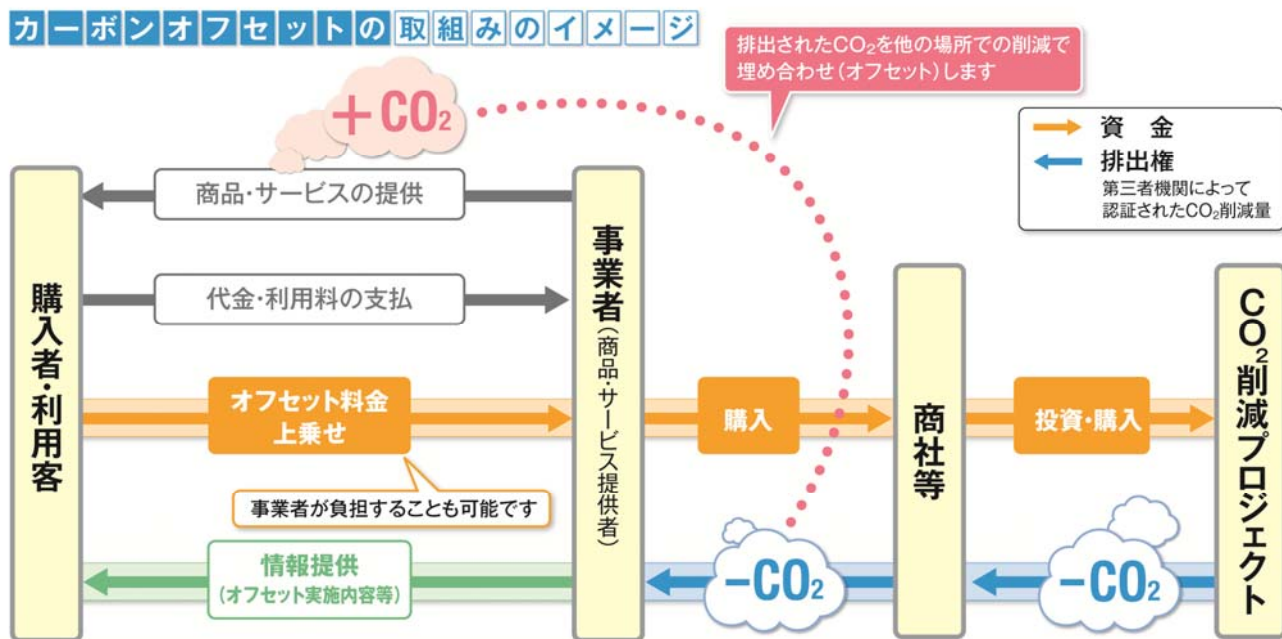 カーボンオフセットの取組みのイメージ
排出されたCO₂を他の場所での削減で
埋め合わせ(オフセット)します
+CO₂
資 金
排出権
第三者機関によって
認証されたCO₂削減量
購入者・利用客
商品・サービスの提供
代金・利用料の支払
オフセット料金
上乗せ
事業者が負担することも可能です
情報提供
(オフセット実施内容等)
事業者(商品・サービス提供者)
購入
−CO₂
商社等
投資・購入
−CO₂
CO₂削減プロジェクト